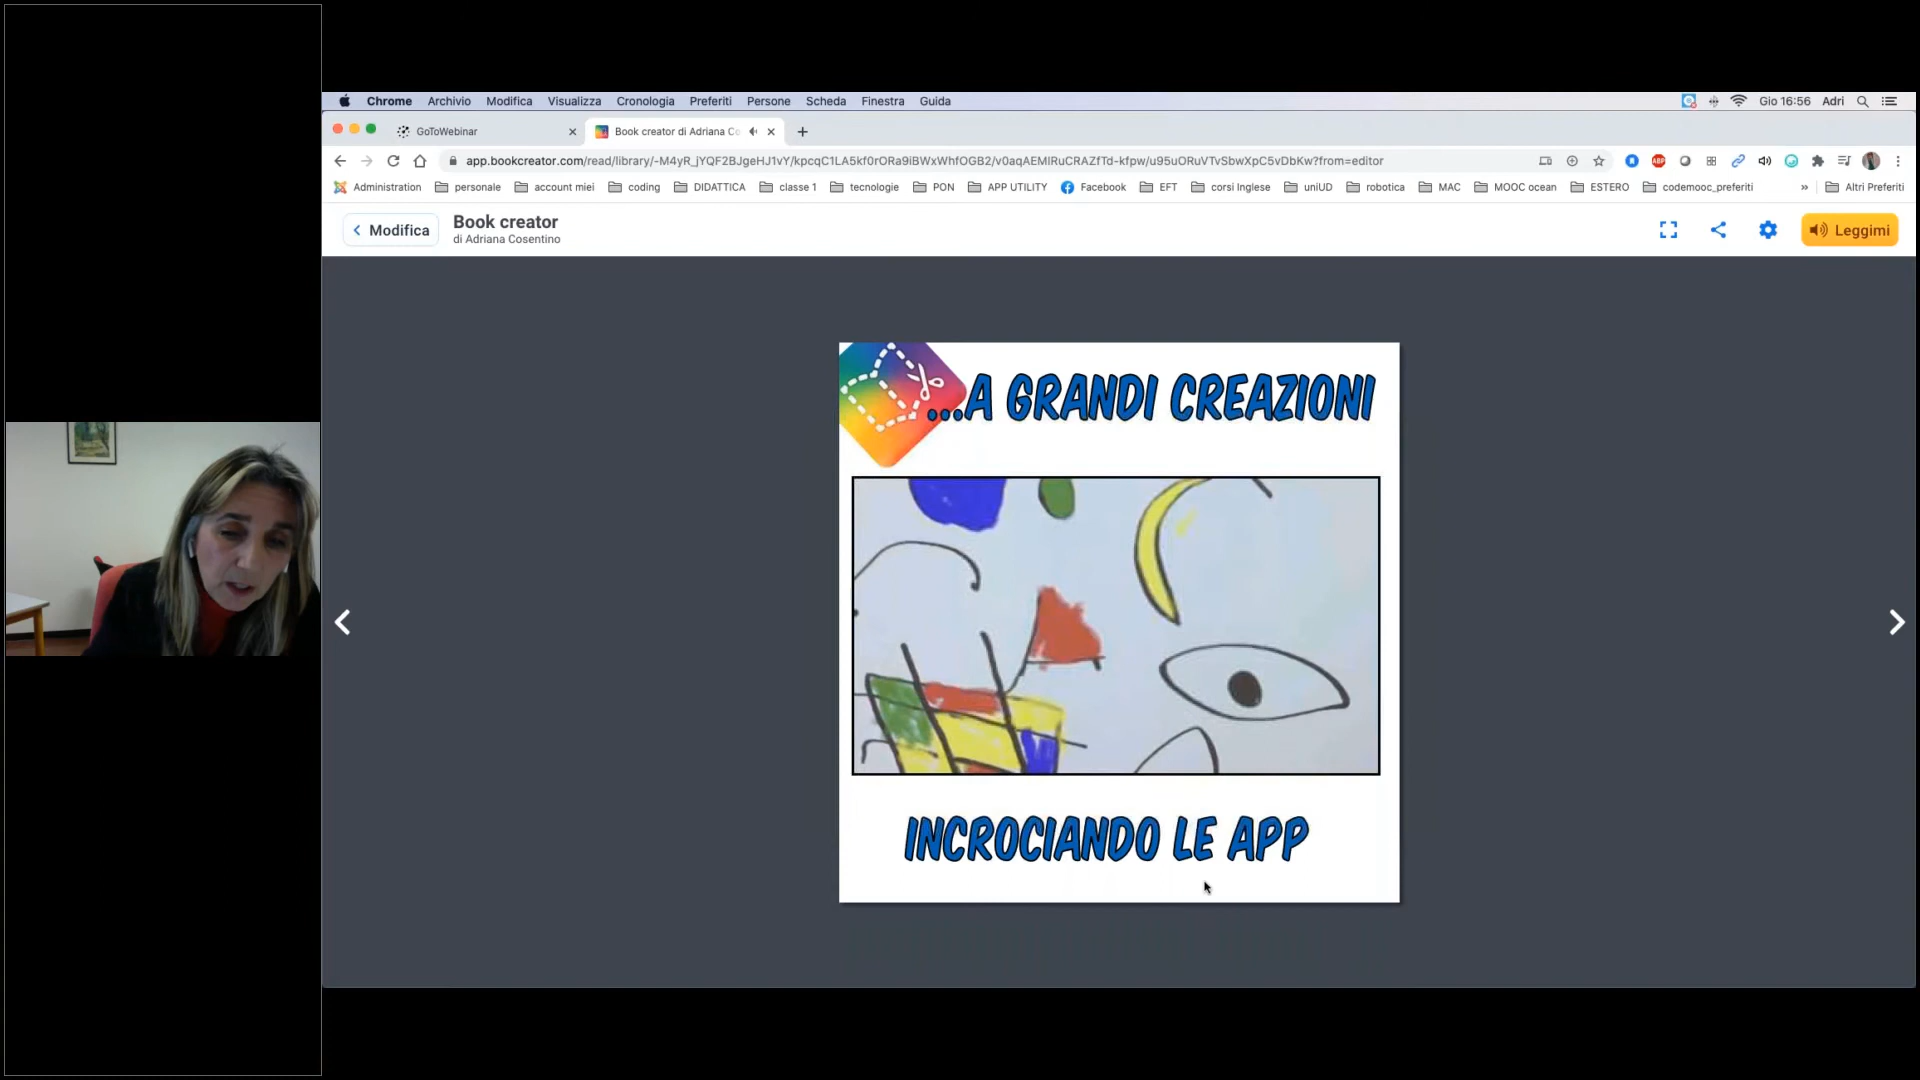 Chrome Archivio Modifica Visualizza Cronologia Preferiti Persone Scheda Finestra Guida
Gio 16:56 Adri
GoToWebinar
Book creator di Adriana Co
app.bookcreator.com/read/library/-M4yR_jYQF2BJgeHJ1vY/kpcqC1LA5kf0rORa9iBWxWhfOGB2/v0aqAEMIRuCRAZfTd-kfpw/u95uORuVTvSbwXpC5vDbKw?from=editor
ABP
Administration personale account miei coding DIDATTICA classe 1 tecnologie PON APP UTILITY Facebook EFT corsi Inglese uniUD robotica MAC MOOC ocean ESTERO codemooc_preferiti » Altri Preferiti
Modifica
Book creator
di Adriana Cosentino
Leggimi
...A GRANDI CREAZIONI
INCROCIANDO LE APP